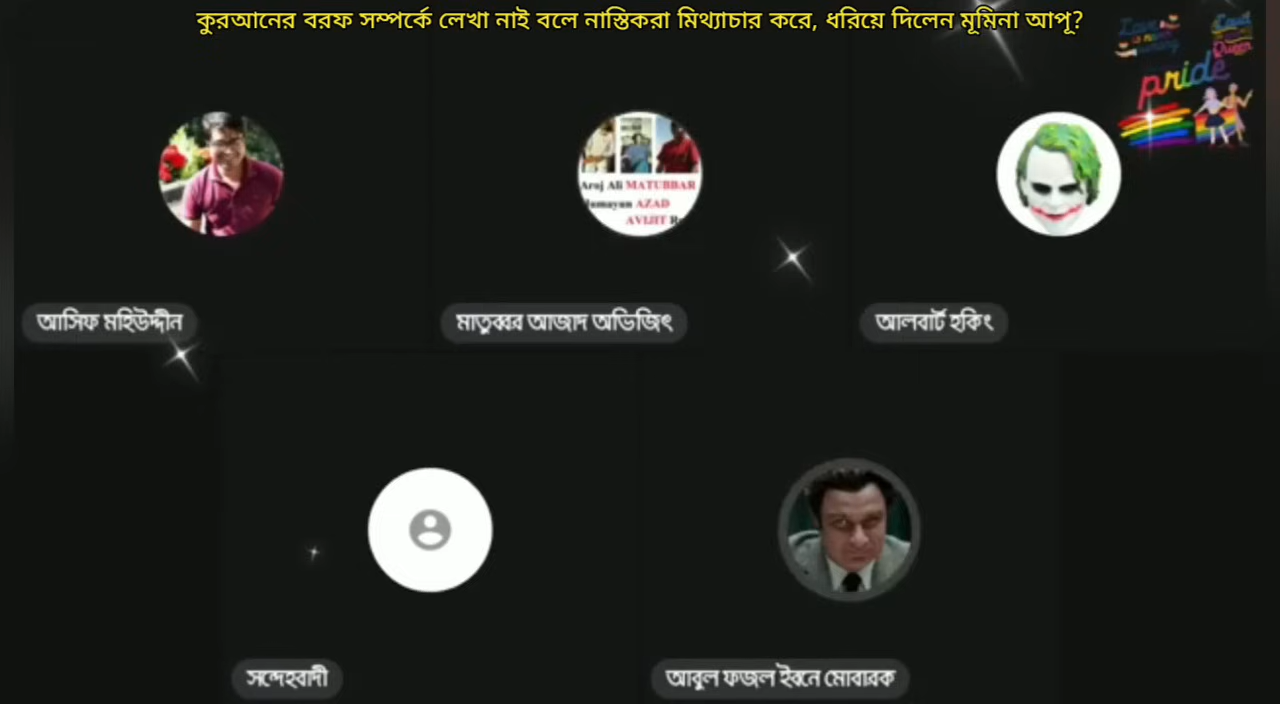 কুরআনের বরফ সম্পর্কে লেখা নাই বলে নাস্তিকরা মিথ্যাচার করে, ধরিয়ে দিলেন মূমিনা আপূ?
pride
Aroj Ali MATUBBAR
Humayun AZAD
AVIJIT
আসিফ মহিউদ্দীন
মাতুব্বর আজাদ অভিজিৎ
আলবার্ট হকিং
সন্দেহবাদী
আবুল ফজল ইবনে মোবারক